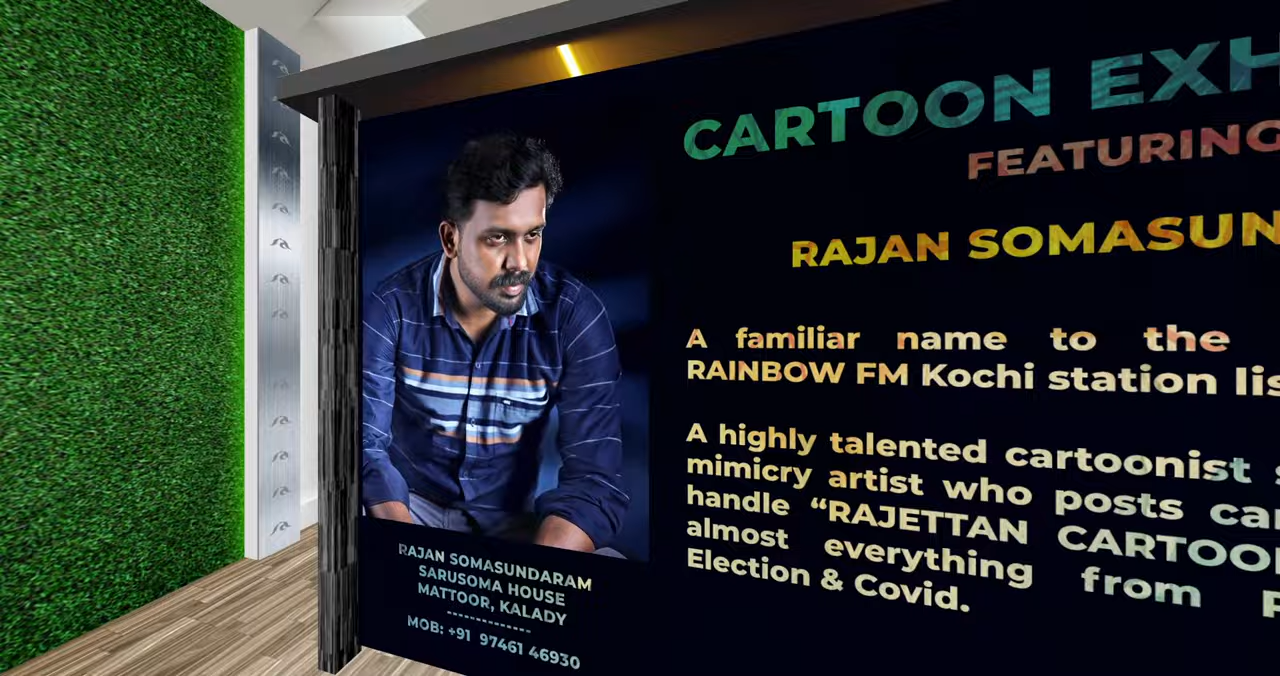 CARTOON EXH
FEATURING
RAJAN SOMASUN
A familiar name to the
RAINBOW FM Kochi station lis
A highly talented cartoonist
mimicry artist who posts
handle “RAJETTAN CARTOO
almost everything from
Election & Covid.
RAJAN SOMASUNDARAM
SARUSOMA HOUSE
MATTOOR, KALADY
--------------
MOB: +91 97461 46930